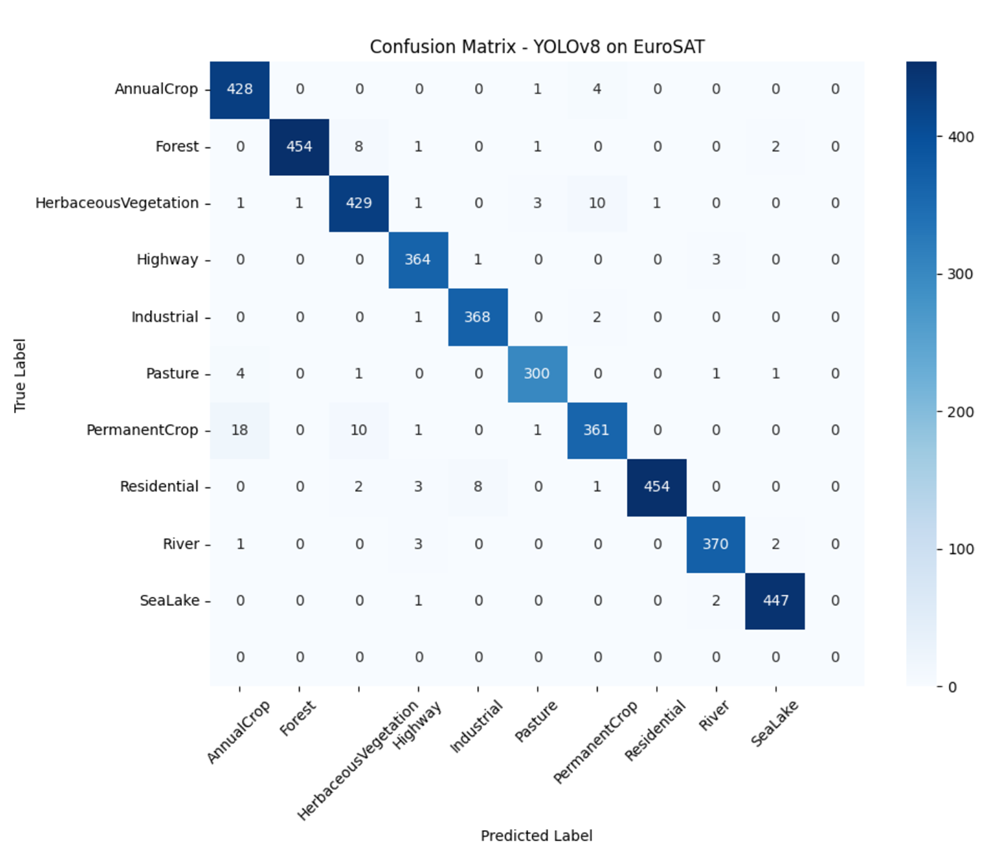 Confusion Matrix - YOLOv8 on EuroSAT
True Label
AnnualCrop 428 0 0 0 0 1 4 0 0 0 0
Forest 0 454 8 1 0 1 0 0 0 2 0
HerbaceousVegetation 1 1 429 1 0 3 10 1 0 0 0
Highway 0 0 0 364 1 0 0 0 3 0 0
Industrial 0 0 0 1 368 0 2 0 0 0 0
Pasture 4 0 1 0 0 300 0 0 1 1 0
PermanentCrop 18 0 10 1 0 1 361 0 0 0 0
Residential 0 0 2 3 8 0 1 454 0 0 0
River 1 0 0 3 0 0 0 0 370 2 0
SeaLake 0 0 0 1 0 0 0 0 2 447 0
0 0 0 0 0 0 0 0 0 0 0
AnnualCrop Forest HerbaceousVegetation Highway Industrial Pasture PermanentCrop Residential River SeaLake
Predicted Label
400
300
200
100
0